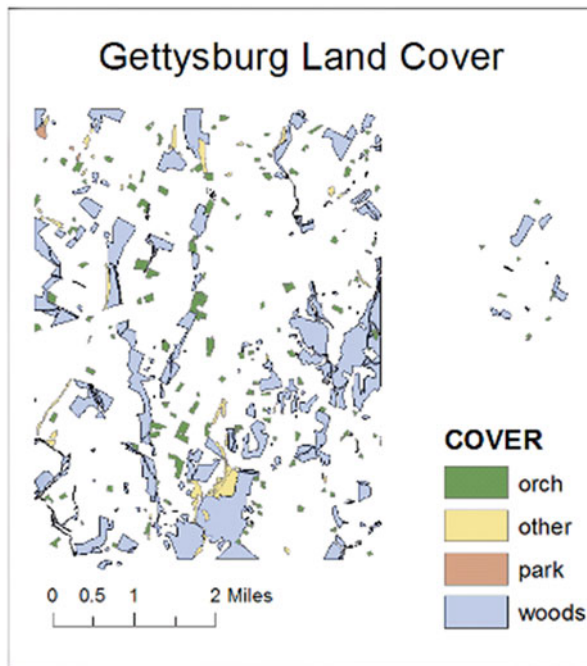 Gettysburg Land Cover
COVER
orch
other
park
woods
0 0.5 1 2 Miles